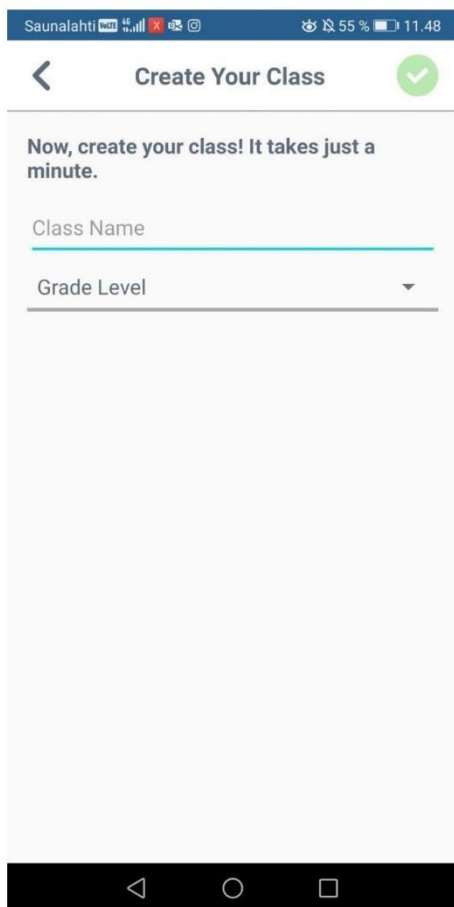 Saunalahti VoLTE 55 % 11.48
Create Your Class
Now, create your class! It takes just a
minute.
Class Name
Grade Level